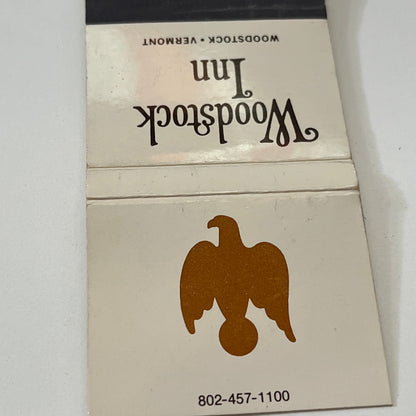 Woodstock
Inn
WOODSTOCK • VERMONT
802-457-1100